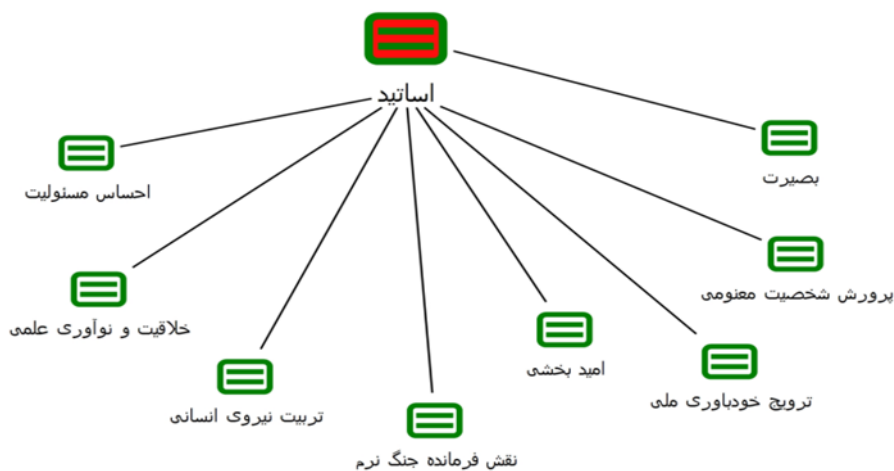 اساتید
بصیرت
احساس مسئولیت
پرورش شخصیت معنومی
خلاقیت و نوآوری علمی
امید بخشی
ترویج خودباوری ملی
تربیت نیروی انسانی
نقش فرمانده جنگ نرم